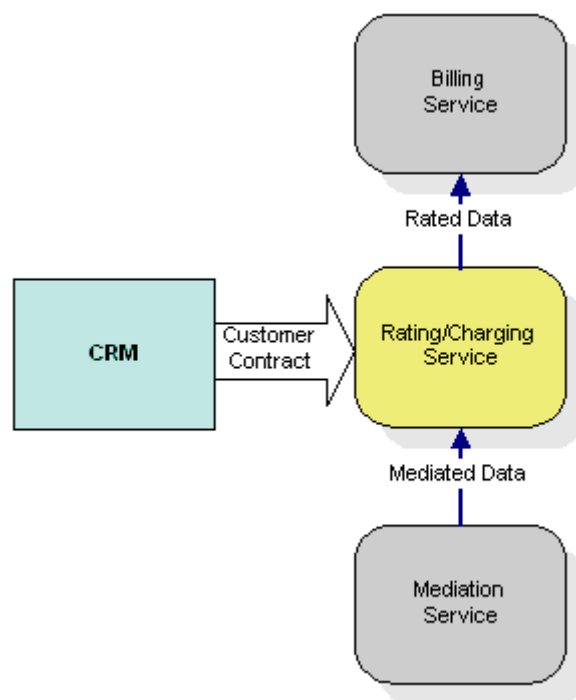 Billing
Service
Rated Data
CRM
Customer
Contract
Rating/Charging
Service
Mediated Data
Mediation
Service